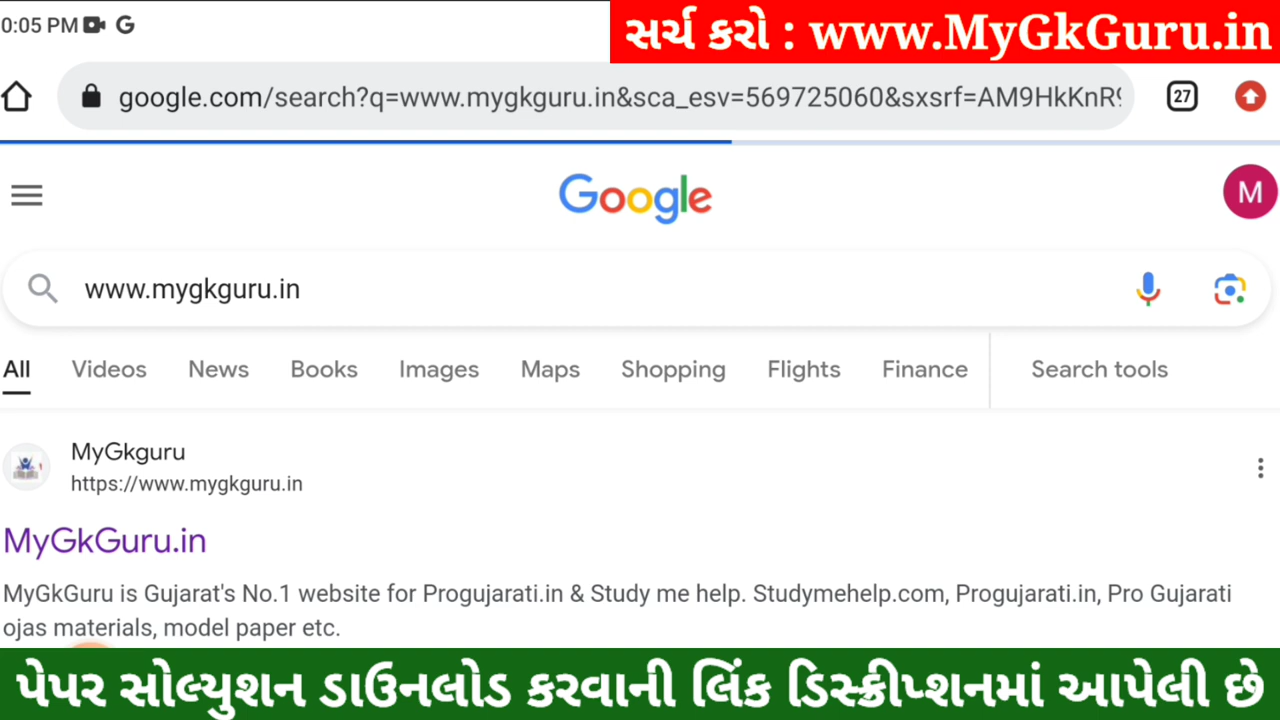 0:05 PM G
સર્ચ કરો : www.MyGkGuru.in
google.com/search?q=www.mygkguru.in&sca_esv=569725060&sxsrf=AM9HkKnR9
27
Google
M
www.mygkguru.in
All Videos News Books Images Maps Shopping Flights Finance Search tools
MyGkguru
https://www.mygkguru.in
MyGkGuru.in
MyGkGuru is Gujarat's No.1 website for Progujarati.in & Study me help. Studymehelp.com, Progujarati.in, Pro Gujarati
ojas materials, model paper etc.
પેપર સોલ્યુશન ડાઉનલોડ કરવાની લિંક ડિસ્ક્રીપ્શનમાં આપેલી છે